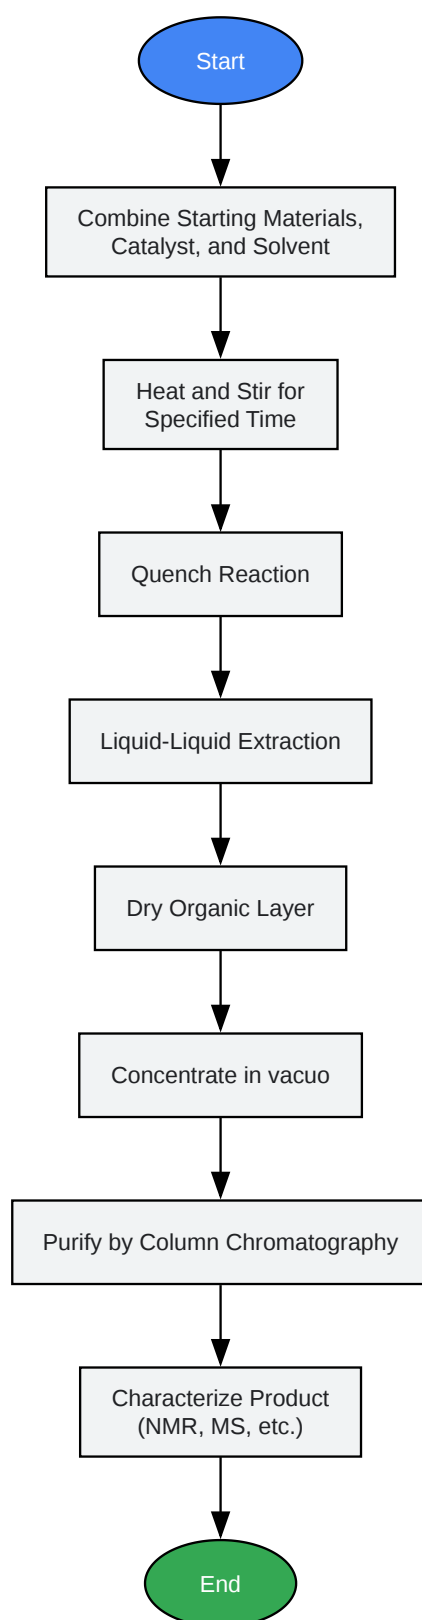 Start
Combine Starting Materials,
Catalyst, and Solvent
Heat and Stir for
Specified Time
Quench Reaction
Liquid-Liquid Extraction
Dry Organic Layer
Concentrate in vacuo
Purify by Column Chromatography
Characterize Product
(NMR, MS, etc.)
End